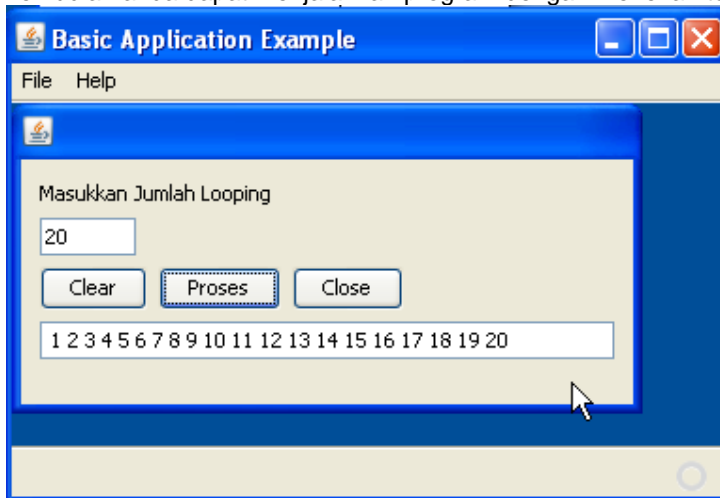 Basic Application Example
File Help
Masukkan Jumlah Looping
20
Clear Proses Close
1 2 3 4 5 6 7 8 9 10 11 12 13 14 15 16 17 18 19 20